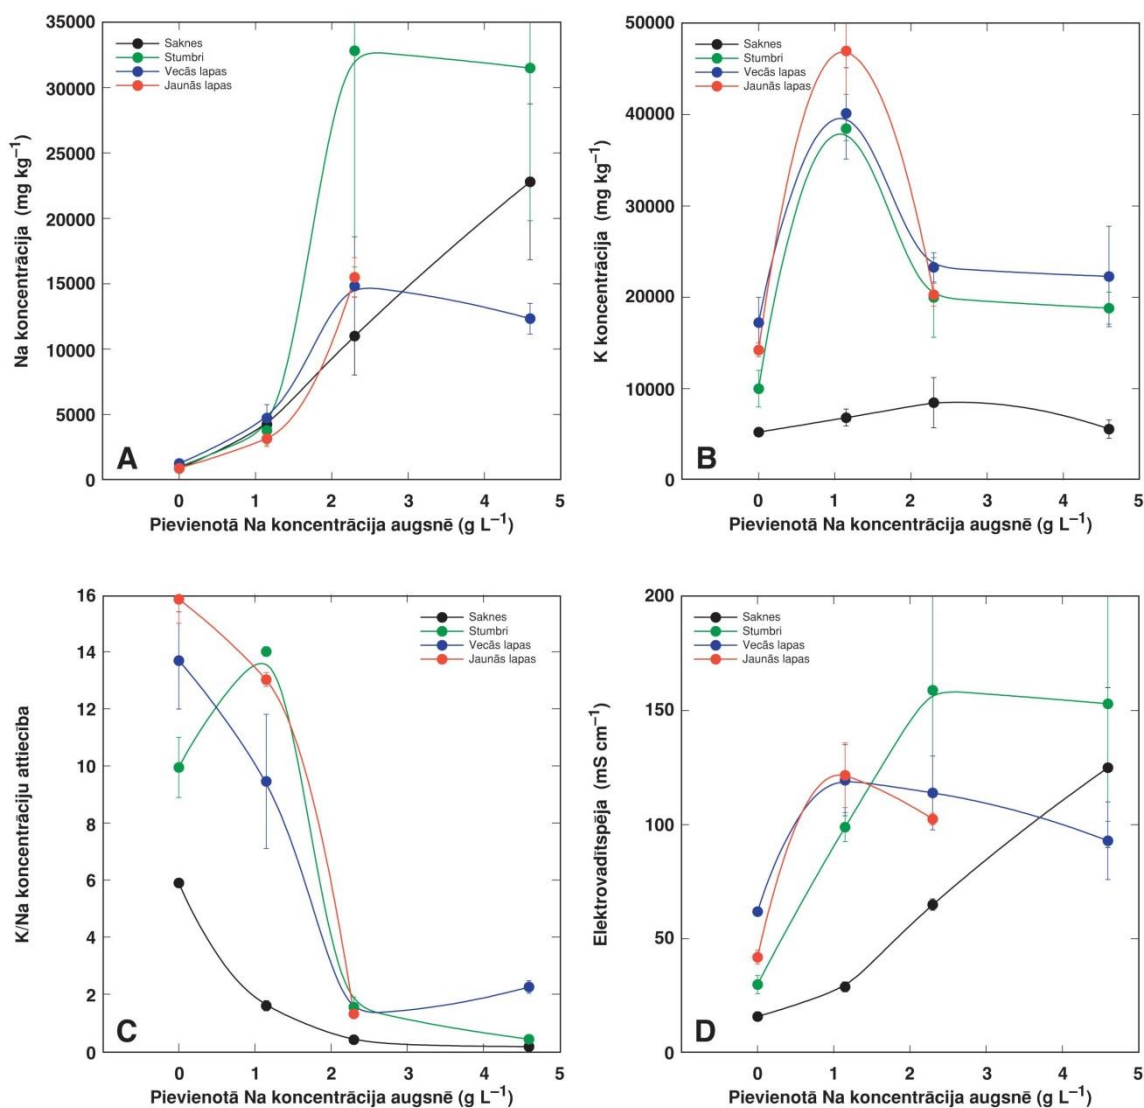 Na koncentrācija (mg kg⁻¹)
35000
30000
25000
20000
15000
10000
5000
0
Saknes
Stumbri
Vecās lapas
Jaunās lapas
A
0 1 2 3 4 5
Pievienotā Na koncentrācija augsnē (g L⁻¹)
K koncentrācija (mg kg⁻¹)
50000
40000
30000
20000
10000
0
Saknes
Stumbri
Vecās lapas
Jaunās lapas
B
0 1 2 3 4 5
Pievienotā Na koncentrācija augsnē (g L⁻¹)
K/Na koncentrāciju attiecība
16
14
12
10
8
6
4
2
0
Saknes
Stumbri
Vecās lapas
Jaunās lapas
C
0 1 2 3 4 5
Pievienotā Na koncentrācija augsnē (g L⁻¹)
Elektrovadītspēja (mS cm⁻¹)
200
150
100
50
0
Saknes
Stumbri
Vecās lapas
Jaunās lapas
D
0 1 2 3 4 5
Pievienotā Na koncentrācija augsnē (g L⁻¹)